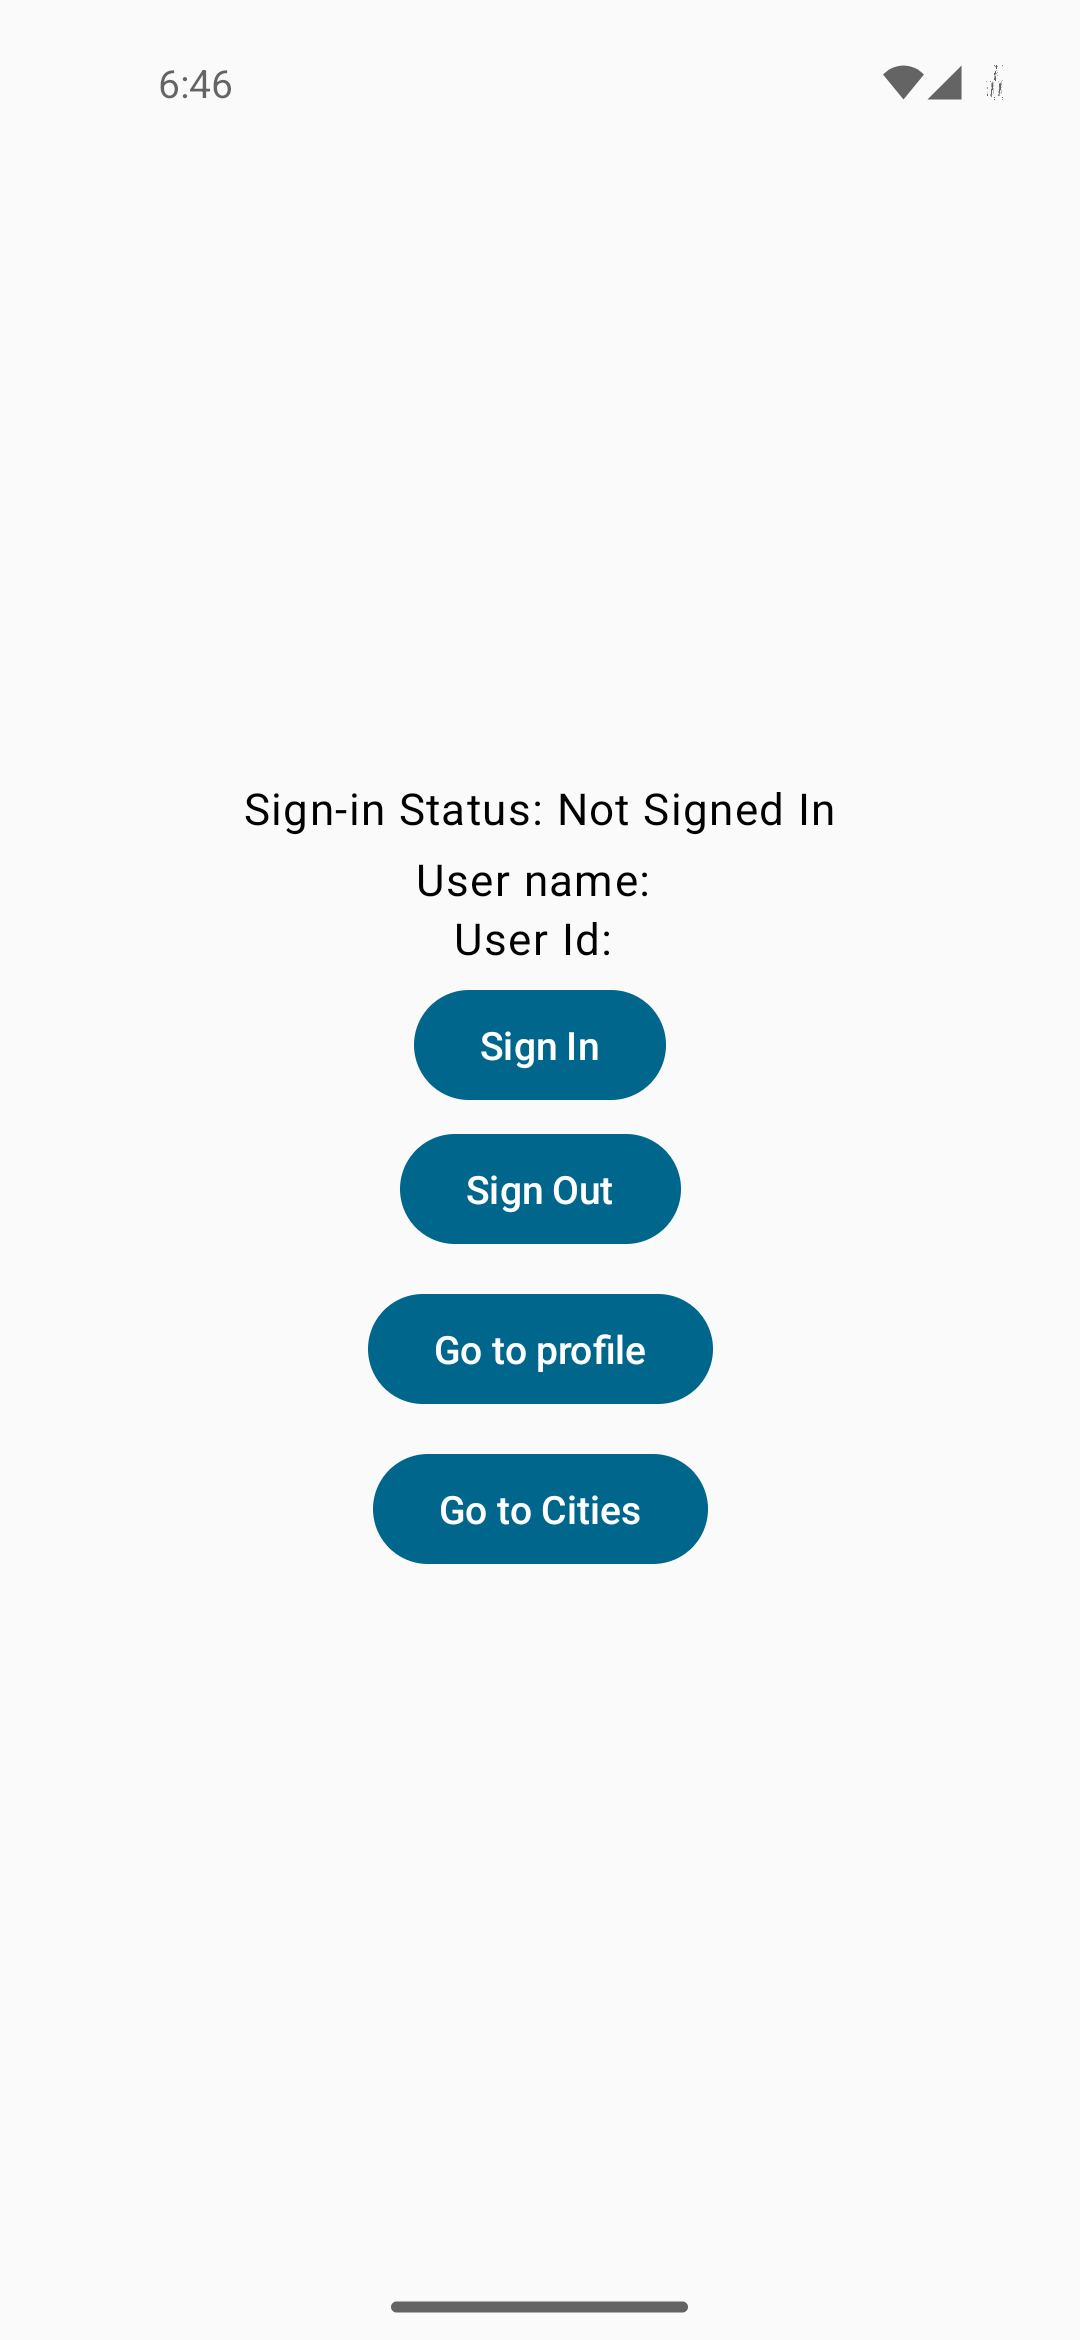 6:46
Sign-in Status: Not Signed In
User name:
User Id:
Sign In
Sign Out
Go to profile
Go to Cities